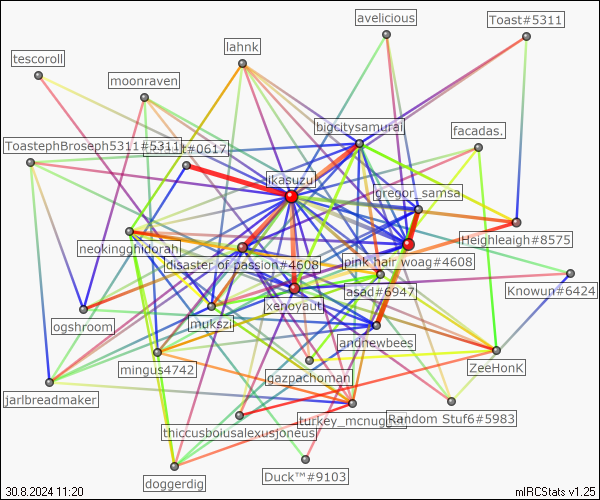 avelicious
Toast#5311
lahnk
tescoroll
moonraven
bigcitysamurai
facadas.
ToastephBroseph5311#5311
t#0617
ikasuzu
gregor_samsa
neokingghidorah
Heighleaigh#8575
disaster of passion#4608
pink hair woag#4608
asad#6947
Knowun#6424
xenoyaut
mukszi
ogshroom
andnewbees
mingus4742
ZeeHonK
gazpachoman
jarlbreadmaker
turkey_mcnugget
Random Stuf6#5983
thiccusboiusalexusjoneus
doggerdig
Duck™#9103
30.8.2024 11:20
mIRCStats v1.25